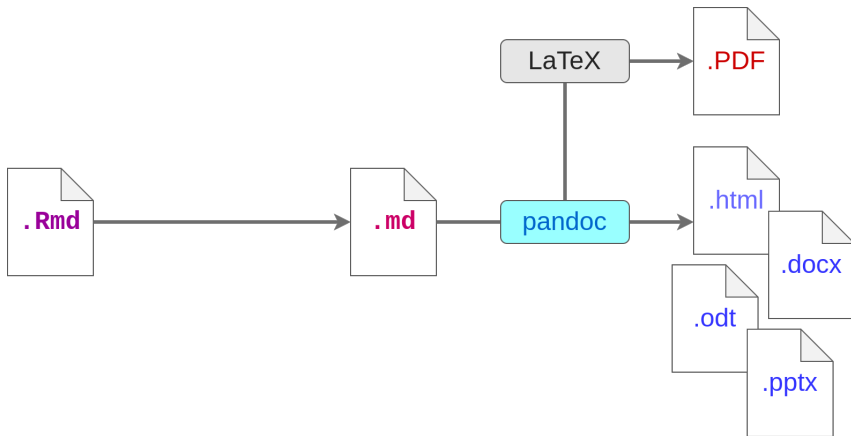 LaTeX
.PDF
.Rmd
.md
pandoc
.html
.docx
.odt
.pptx